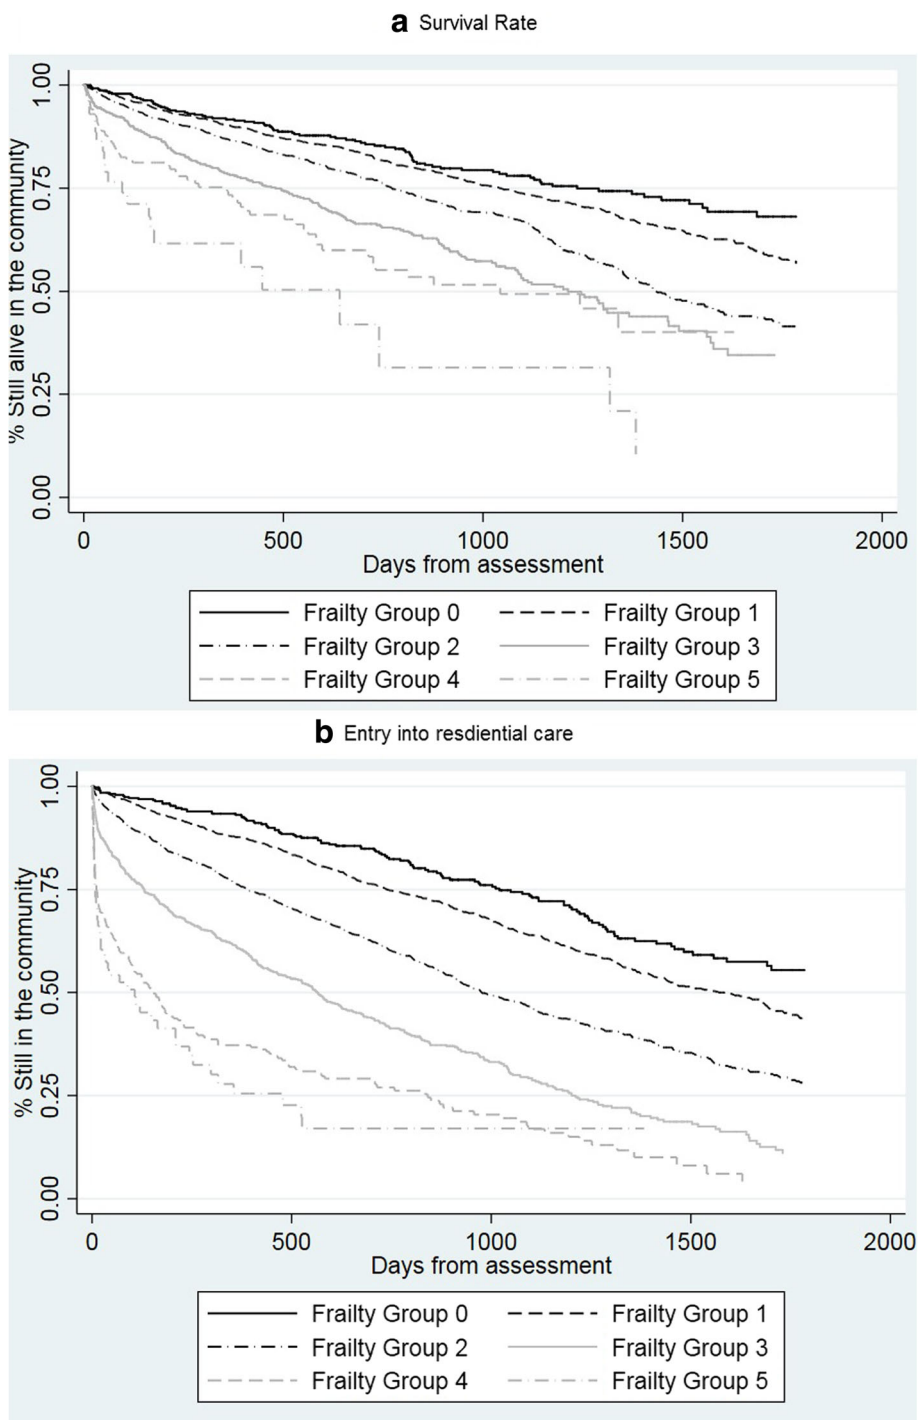 a Survival Rate
% Still alive in the community
1.00
0.75
0.50
0.25
0.00
0 500 1000 1500 2000
Days from assessment
Frailty Group 0 Frailty Group 1
Frailty Group 2 Frailty Group 3
Frailty Group 4 Frailty Group 5
b Entry into resdiential care
% Still in the community
1.00
0.75
0.50
0.25
0.00
0 500 1000 1500 2000
Days from assessment
Frailty Group 0 Frailty Group 1
Frailty Group 2 Frailty Group 3
Frailty Group 4 Frailty Group 5